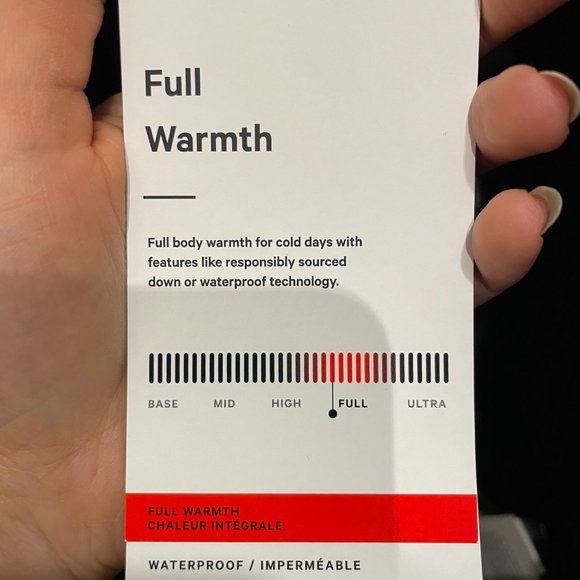 Full
Warmth
Full body warmth for cold days with
features like responsibly sourced
down or waterproof technology.
BASE MID HIGH FULL ULTRA
FULL WARMTH
CHALEUR INTÉGRALE
WATERPROOF / IMPERMÉABLE